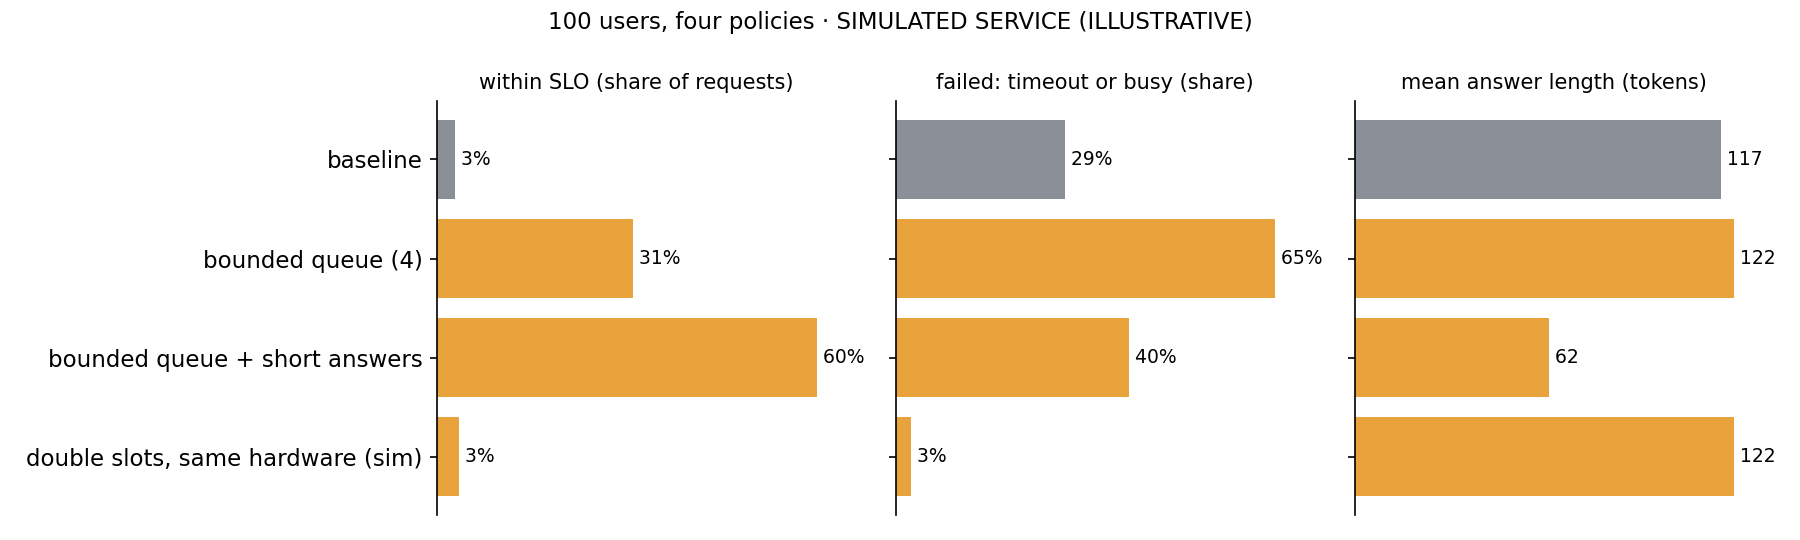 100 users, four policies · SIMULATED SERVICE (ILLUSTRATIVE)
within SLO (share of requests)
failed: timeout or busy (share)
mean answer length (tokens)
baseline
3%
29%
117
bounded queue (4)
31%
65%
122
bounded queue + short answers
60%
40%
62
double slots, same hardware (sim)
3%
3%
122